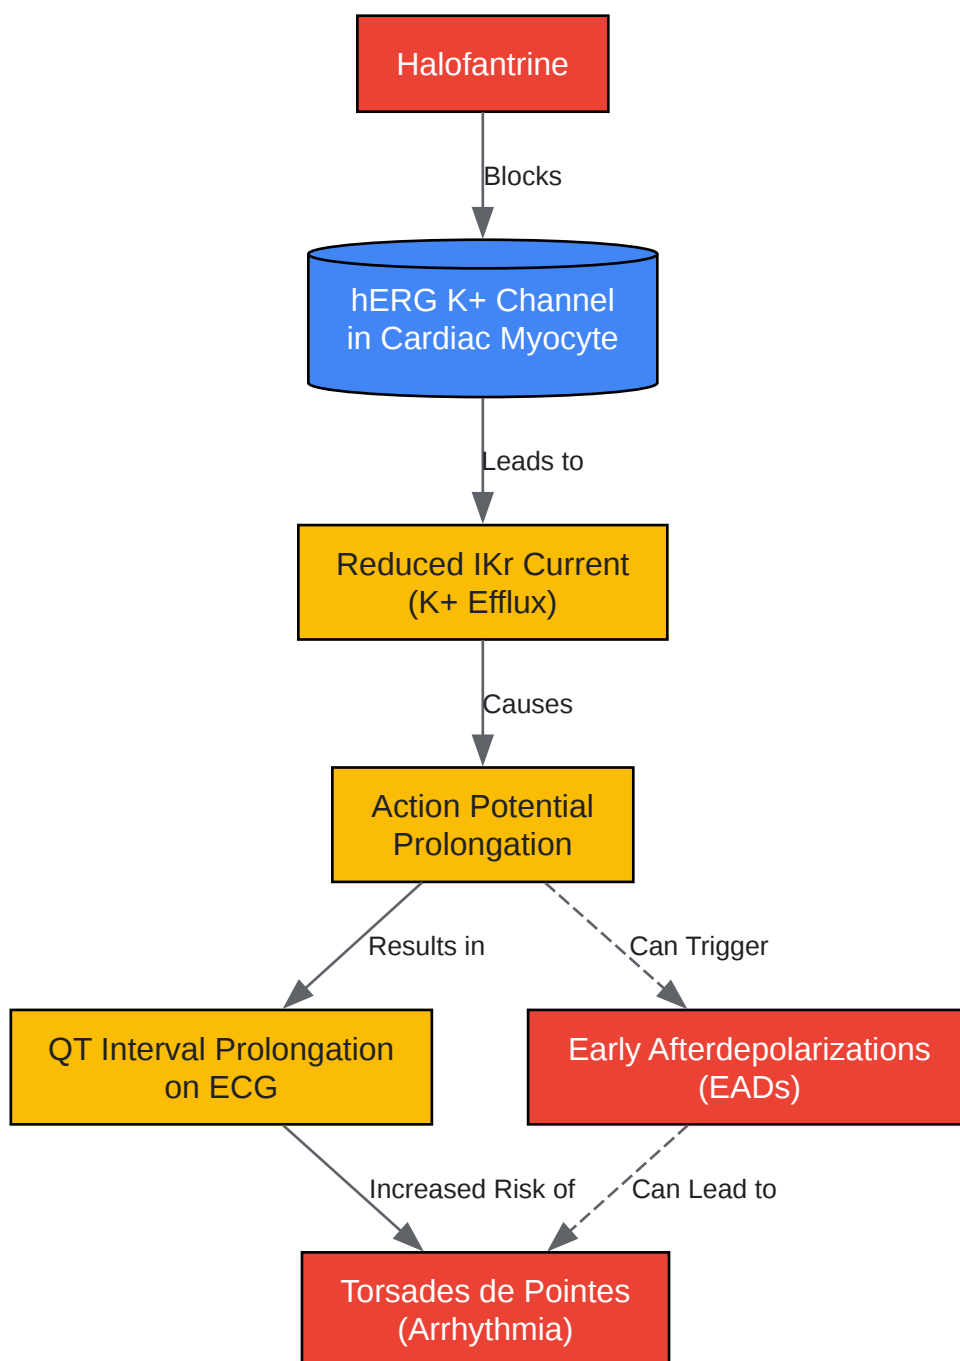 Halofantrine
Blocks
hERG K+ Channel
in Cardiac Myocyte
Leads to
Reduced IKr Current
(K+ Efflux)
Causes
Action Potential
Prolongation
Results in
Can Trigger
QT Interval Prolongation
on ECG
Early Afterdepolarizations
(EADs)
Increased Risk of
Can Lead to
Torsades de Pointes
(Arrhythmia)